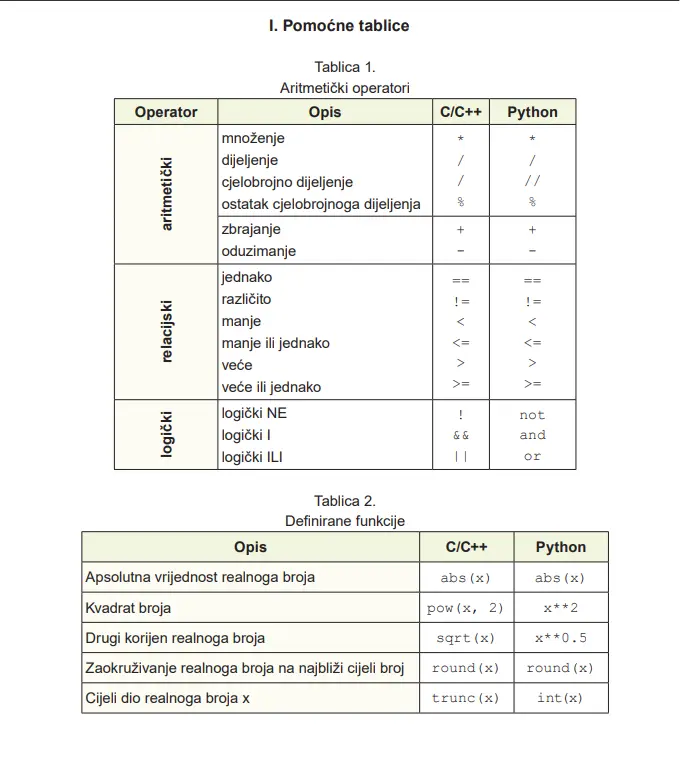 I. Pomoćne tablice
Tablica 1.
Aritmetički operatori
Operator Opis C/C++ Python
aritmetički
množenje * *
dijeljenje / /
cjelobrojno dijeljenje / //
ostatak cjelobrojnoga dijeljenja % %
zbrajanje + +
oduzimanje - -
relacijski
jednako == ==
različito != !=
manje < <
manje ili jednako <= <=
veće > >
veće ili jednako >= >=
logički
logički NE ! not
logički I && and
logički ILI || or
Tablica 2.
Definirane funkcije
Opis C/C++ Python
Apsolutna vrijednost realnoga broja abs(x) abs(x)
Kvadrat broja pow(x, 2) x**2
Drugi korijen realnoga broja sqrt(x) x**0.5
Zaokruživanje realnoga broja na najbliži cijeli broj round(x) round(x)
Cijeli dio realnoga broja x trunc(x) int(x)